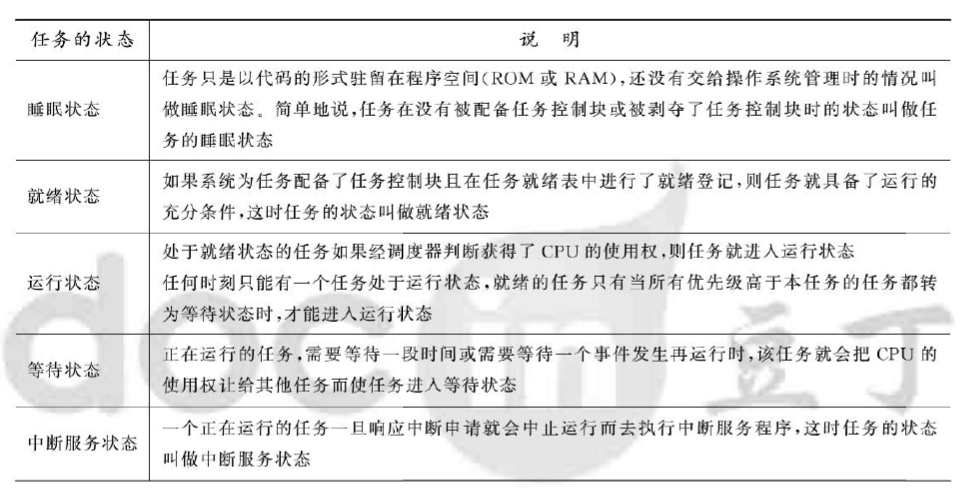 任务的状态 说 明
睡眠状态
任务只是以代码的形式驻留在程序空间(ROM 或 RAM),还没有交给操作系统管理时的情况叫
做睡眠状态。简单地说,任务在没有被配备任务控制块或被剥夺了任务控制块时的状态叫做任
务的睡眠状态
就绪状态
如果系统为任务配备了任务控制块且在任务就绪表中进行了就绪登记,则任务就具备了运行的
充分条件,这时任务的状态叫做就绪状态
运行状态
处于就绪状态的任务如果经调度器判断获得了 CPU 的使用权,则任务就进入运行状态
任何时刻只能有一个任务处于运行状态,就绪的任务只有当所有优先级高于本任务的任务都转
为等待状态时,才能进入运行状态
等待状态
正在运行的任务,需要等待一段时间或需要等待一个事件发生再运行时,该任务就会把 CPU 的
使用权让给其他任务而使任务进入等待状态
中断服务状态
一个正在运行的任务一旦响应中断申请就会中止运行而去执行中断服务程序,这时任务的状态
叫做中断服务状态
docin 豆丁